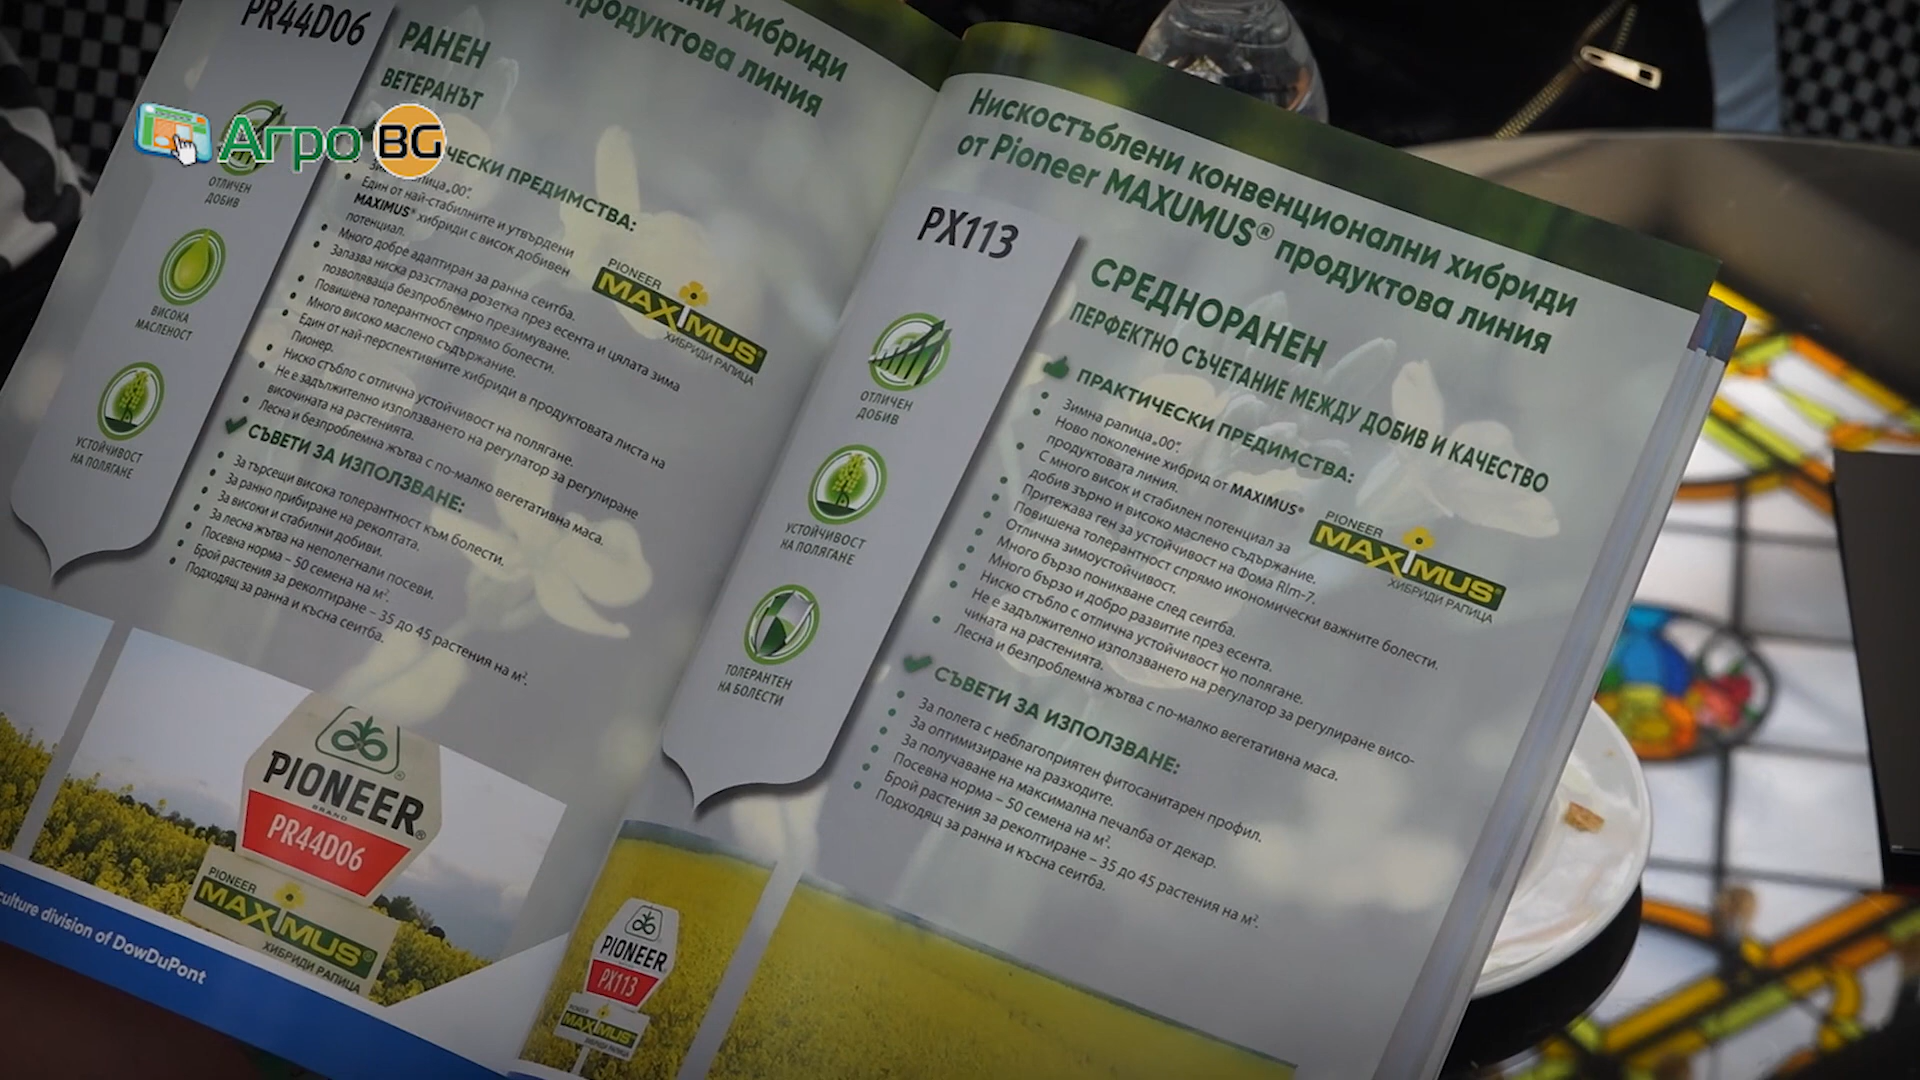 Агро BG
PR44D06
ни хибриди
продуктова линия
РАНЕН
ВЕТЕРАНЪТ
ОТЛИЧЕН
ДОБИВ
ВИСОКА
МАСЛЕНОСТ
УСТОЙЧИВОСТ
НА ПОЛЯГАНЕ
ЧЕСКИ ПРЕДИМСТВА:
Един от най-стабилните и утвърдени
MAXIMUS® хибриди с висок добивен
потенциал.
Много добре адаптиран за ранна сеитба.
Запазва ниска разстлана розетка през есента и цялата зима
позволяваща безпроблемно презимуване.
Повишена толерантност спрямо болести.
Много високо маслено съдържание.
Един от най-перспективните хибриди в продуктовата листа на
Пионер.
Ниско стъбло с отлична устойчивост на полягане.
Не е задължително използването на регулатор за регулиране
височината на растенията.
Лесна и безпроблемна жътва с по-малко вегетативна маса.
PIONEER
MAXIMUS®
ХИБРИДИ РАПИЦА
СЪВЕТИ ЗА ИЗПОЛЗВАНЕ:
За търсещи висока толерантност към болести.
За ранно прибиране на реколтата.
За високи и стабилни добиви.
За лесна жътва на неполегнали посеви.
Посевна норма – 50 семена на м².
Брой растения за реколтиране – 35 до 45 растения на м².
Подходящ за ранна и късна сеитба.
PIONEER®
BRAND
PR44D06
PIONEER
MAXIMUS®
ХИБРИДИ РАПИЦА
culture division of DowDuPont
Нискостъблени конвенционални хибриди
от Pioneer MAXUMUS® продуктова линия
PX113
СРЕДНОРАНЕН
ПЕРФЕКТНО СЪЧЕТАНИЕ МЕЖДУ ДОБИВ И КАЧЕСТВО
ОТЛИЧЕН
ДОБИВ
УСТОЙЧИВОСТ
НА ПОЛЯГАНЕ
ТОЛЕРАНТЕН
НА БОЛЕСТИ
ПРАКТИЧЕСКИ ПРЕДИМСТВА:
Зимна рапица„00“.
Ново поколение хибрид от MAXIMUS®
продуктовата линия.
С много висок и стабилен потенциал за
добив зърно и високо маслено съдържание.
Притежава ген за устойчивост на Фома Rlm-7.
Повишена толерантност спрямо икономически важните болести.
Отлична зимоустойчивост.
Много бързо поникване след сеитба.
Много бързо и добро развитие през есента.
Ниско стъбло с отлична устойчивост но полягане.
Не е задължително използването на регулатор за регулиране висо-
чината на растенията.
Лесна и безпроблемна жътва с по-малко вегетативна маса.
PIONEER
MAXIMUS®
ХИБРИДИ РАПИЦА
СЪВЕТИ ЗА ИЗПОЛЗВАНЕ:
За полета с неблагоприятен фитосанитарен профил.
За оптимизиране на разходите.
За получаване на максимална печалба от декар.
Посевна норма – 50 семена на м².
Брой растения за реколтиране – 35 до 45 растения на м².
Подходящ за ранна и късна сеитба.
PIONEER
PX113
PIONEER
MAXIMUS
ХИБРИДИ РАПИЦА